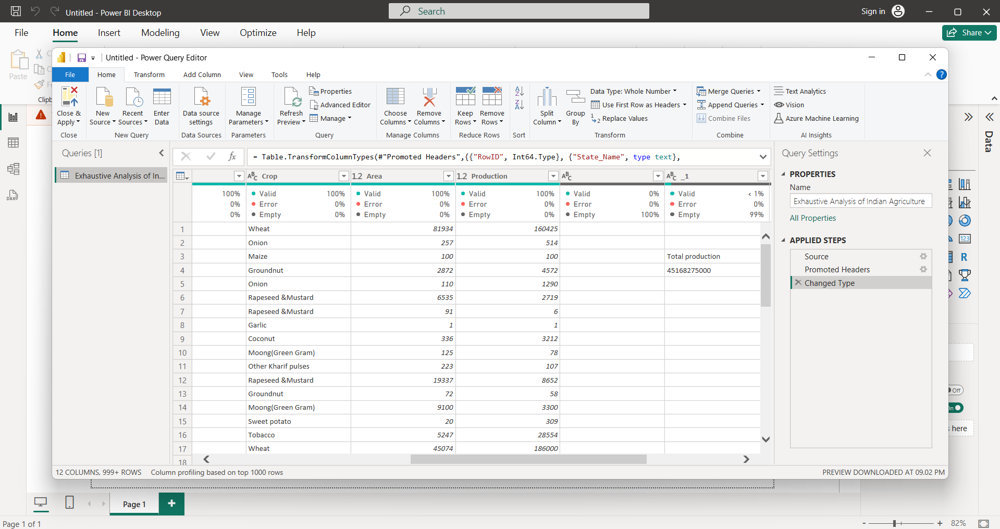 Untitled - Power BI Desktop
Search
Sign in
File Home Insert Modeling View Optimize Help
Share
Paste
Clipb
Untitled - Power Query Editor
File Home Transform Add Column View Tools Help
Close & Apply
New Source
Recent Sources
Enter Data
Data source settings
Manage Parameters
Refresh Preview
Properties
Advanced Editor
Manage
Choose Columns
Remove Columns
Keep Rows
Remove Rows
Split Column
Group By
Data Type: Whole Number
Use First Row as Headers
Replace Values
Merge Queries
Append Queries
Combine Files
Text Analytics
Vision
Azure Machine Learning
Close New Query Data Sources Parameters Query Manage Columns Reduce Rows Sort Transform Combine AI Insights
Queries [1]
Exhaustive Analysis of In...
fx
= Table.TransformColumnTypes(#"Promoted Headers",{{"RowID", Int64.Type}, {"State_Name", type text},
ABC Crop 1.2 Area 1.2 Production ABC ABC _1
100% Valid 100% Valid 100% Valid 100% Valid 0% Valid < 1%
0% Error 0% Error 0% Error 0% Error 0% Error 0%
0% Empty 0% Empty 0% Empty 0% Empty 100% Empty 99%
1 Wheat 81934 160425
2 Onion 257 514
3 Maize 100 100 Total production
4 Groundnut 2872 4572 45168275000
5 Onion 110 1290
6 Rapeseed &Mustard 6535 2719
7 Rapeseed &Mustard 91 6
8 Garlic 1 1
9 Coconut 336 3212
10 Moong(Green Gram) 125 78
11 Other Kharif pulses 223 107
12 Rapeseed &Mustard 19337 8652
13 Groundnut 72 58
14 Moong(Green Gram) 9100 3300
15 Sweet potato 20 309
16 Tobacco 5247 28554
17 Wheat 45074 186000
18
Query Settings
PROPERTIES
Name
Exhaustive Analysis of Indian Agriculture
All Properties
APPLIED STEPS
Source
Promoted Headers
Changed Type
Data
123
R
Off
On
here
DAX
12 COLUMNS, 999+ ROWS Column profiling based on top 1000 rows
PREVIEW DOWNLOADED AT 09.02 PM
Page 1
Page 1 of 1
- + 82%